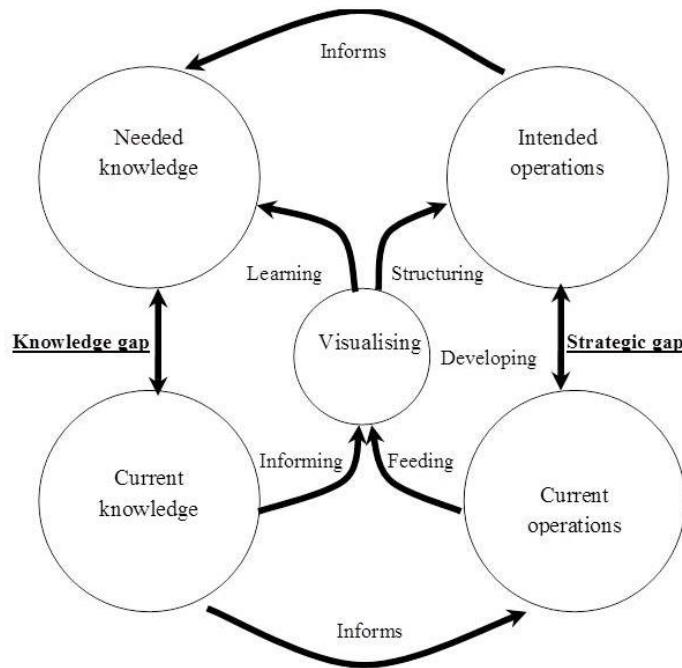 Informs
Needed
knowledge
Intended
operations
Learning
Structuring
Knowledge gap
Visualising
Developing
Strategic gap
Current
knowledge
Informing
Feeding
Current
operations
Informs